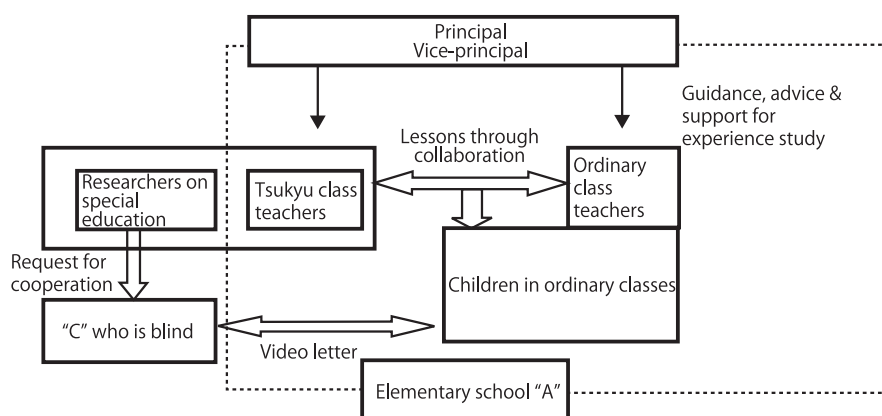 Principal
Vice-principal
Guidance, advice &
support for
experience study
Lessons through
collaboration
Researchers on
special
education
Tsukyu class
teachers
Ordinary
class
teachers
Request for
cooperation
Children in ordinary classes
“C” who is blind
Video letter
Elementary school “A”